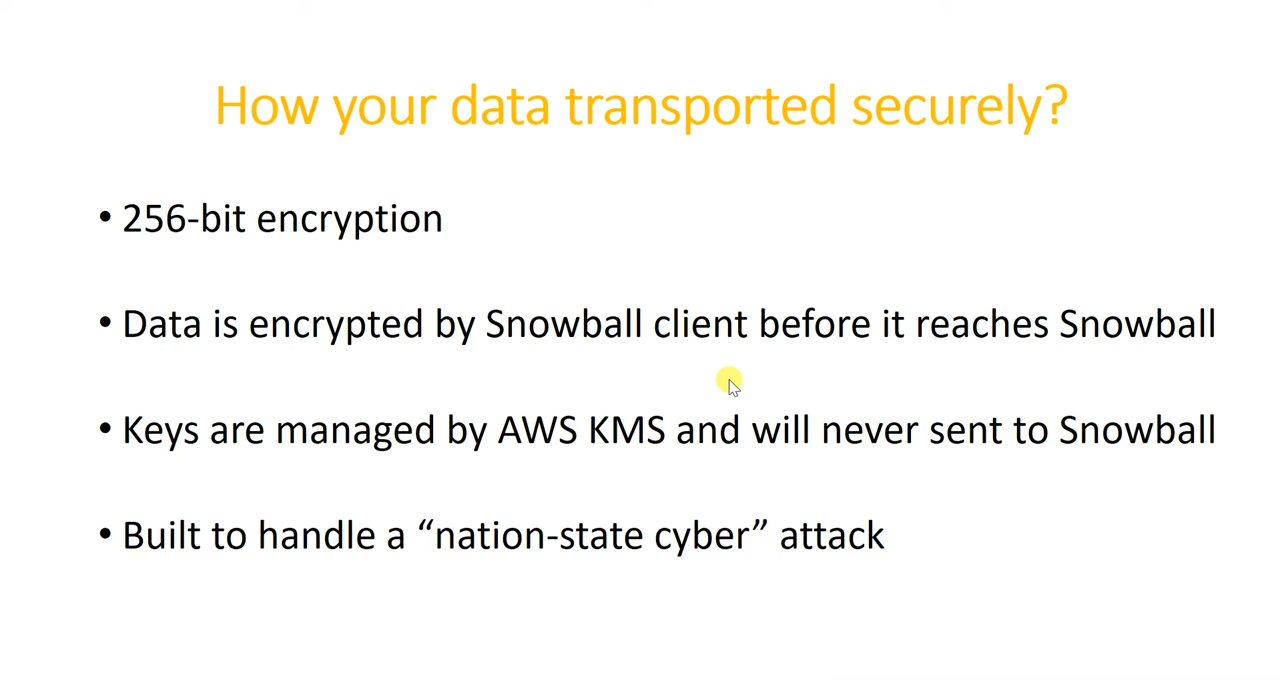 How your data transported securely?
• 256-bit encryption
• Data is encrypted by Snowball client before it reaches Snowball
• Keys are managed by AWS KMS and will never sent to Snowball
• Built to handle a “nation-state cyber” attack